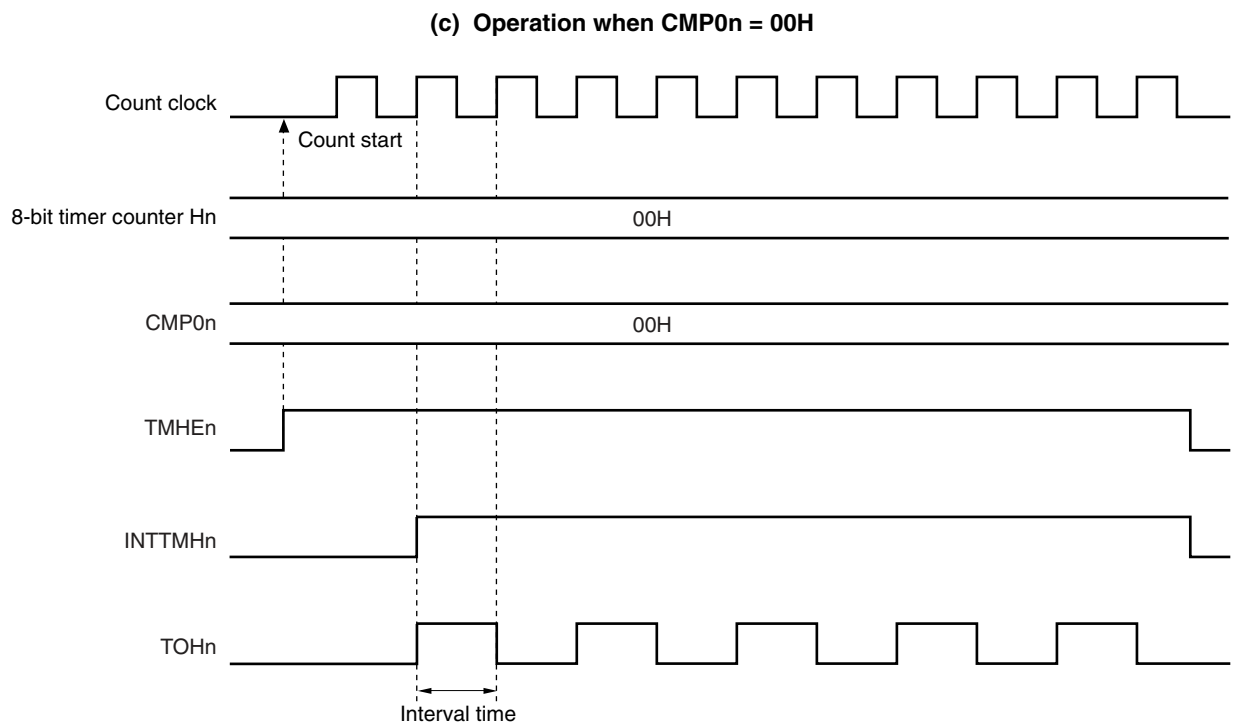 (c) Operation when CMP0n = 00H
Count clock
Count start
8-bit timer counter Hn
00H
CMP0n
00H
TMHEn
INTTMHn
TOHn
Interval time